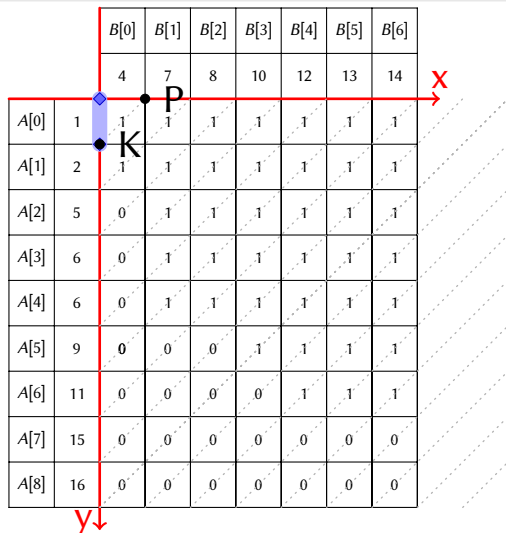 B[0] B[1] B[2] B[3] B[4] B[5] B[6]
4 7 8 10 12 13 14
x
P
A[0] 1 1 1 1 1 1 1 1
K
A[1] 2 1 1 1 1 1 1 1
A[2] 5 0 1 1 1 1 1 1
A[3] 6 0 1 1 1 1 1 1
A[4] 6 0 1 1 1 1 1 1
A[5] 9 0 0 0 1 1 1 1
A[6] 11 0 0 0 0 1 1 1
A[7] 15 0 0 0 0 0 0 0
A[8] 16 0 0 0 0 0 0 0
y